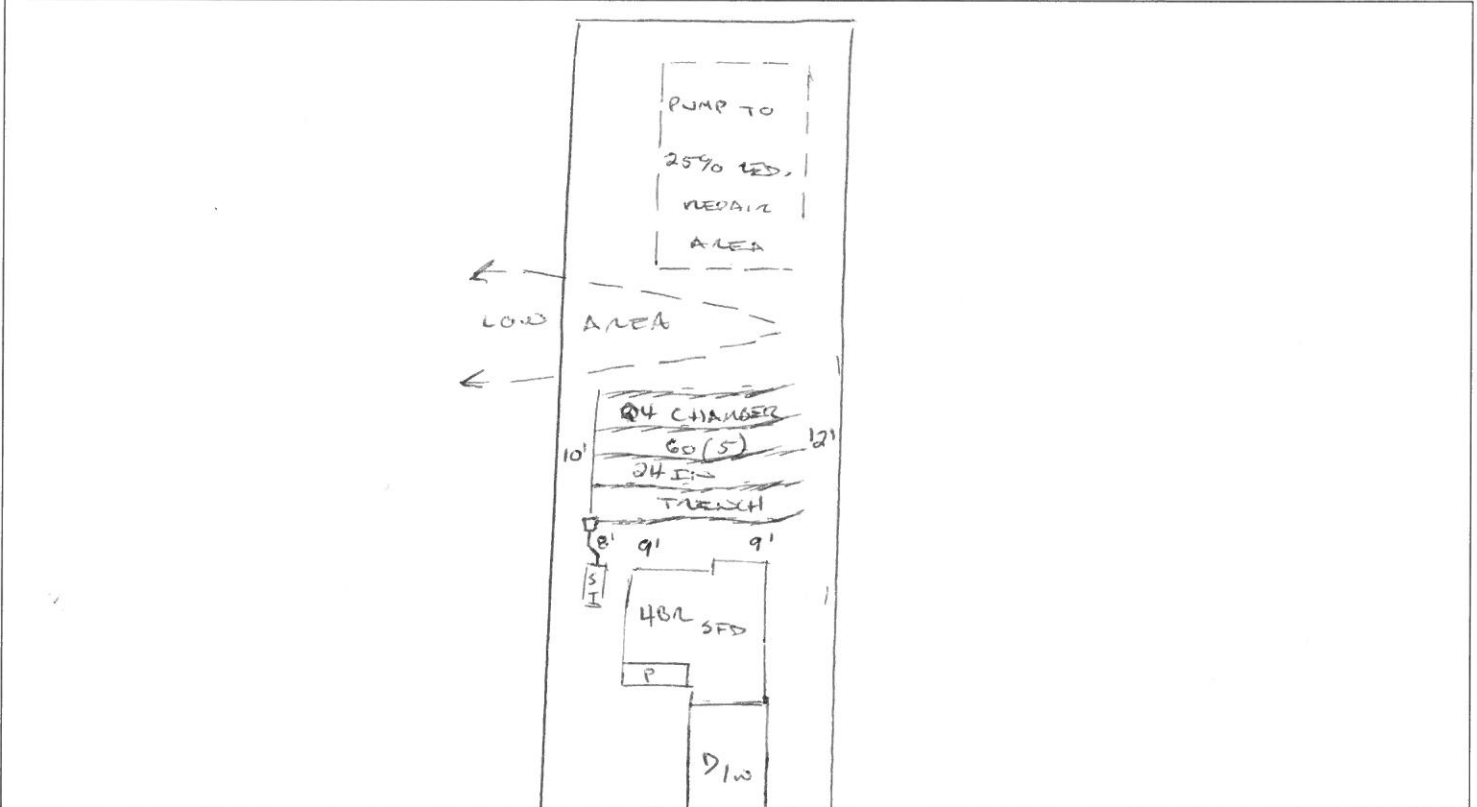 PUMP TO
25% RED.
REPAIR
AREA
LOW AREA
Q4 CHAMBER
60(5)
24 IN
TRENCH
10'
12'
8' 9' 9'
S
T
4BR SFD
P
D/W